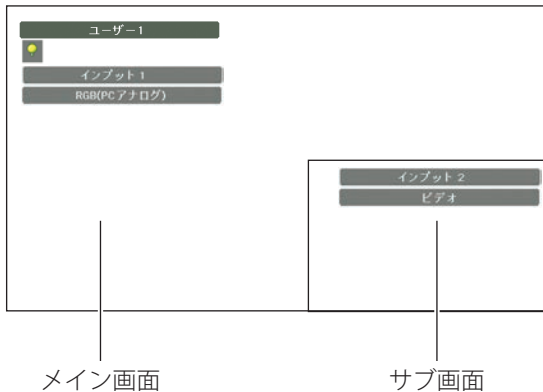 ユーザー1
インプット 1
RGB(PCアナログ)
インプット 2
ビデオ
メイン画面
サブ画面